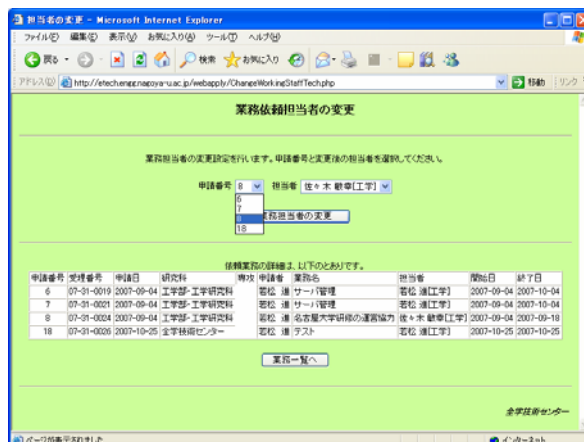 担当者の変更 - Microsoft Internet Explorer
ファイル(F) 編集(E) 表示(V) お気に入り(A) ツール(T) ヘルプ(H)
戻る 検索 お気に入り
アドレス(D) http://etech.engg.nagoya-u.ac.jp/webapply/ChangeWorkingStaffTech.php 移動 リンク
業務依頼担当者の変更
業務担当者の変更設定を行います。申請番号と変更後の担当者を選択してください。
申請番号 8 担当者 佐々木 敏幸[工学]
6
7
8 業務担当者の変更
18
依頼業務の詳細は、以下のとおりです。
申請番号 受理番号 申請日 研究科 専攻 申請者 業務名 担当者 開始日 終了日
6 07-31-0019 2007-09-04 工学部・工学研究科 若松 進 サーバ管理 若松 進[工学] 2007-09-04 2007-10-04
7 07-31-0021 2007-09-04 工学部・工学研究科 若松 進 サーバ管理 若松 進[工学] 2007-09-04 2007-10-04
8 07-31-0024 2007-09-04 工学部・工学研究科 若松 進 名古屋大学研修の運営協力 佐々木 敏幸[工学] 2007-09-04 2007-09-18
18 07-31-0026 2007-10-25 全学技術センター 若松 進 テスト 若松 進[工学] 2007-10-25 2007-10-25
業務一覧へ
全学技術センター
ページが表示されました インターネット